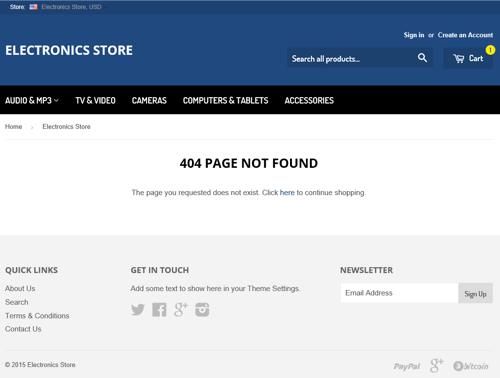 Store: Electronics Store, USD
Sign in or Create an Account
ELECTRONICS STORE
Search all products...
Cart
AUDIO & MP3 TV & VIDEO CAMERAS COMPUTERS & TABLETS ACCESSORIES
Home › Electronics Store
404 PAGE NOT FOUND
The page you requested does not exist. Click here to continue shopping.
QUICK LINKS
About Us
Search
Terms & Conditions
Contact Us
GET IN TOUCH
Add some text to show here in your Theme Settings.
NEWSLETTER
Email Address
Sign Up
© 2015 Electronics Store
PayPal g+ bitcoin